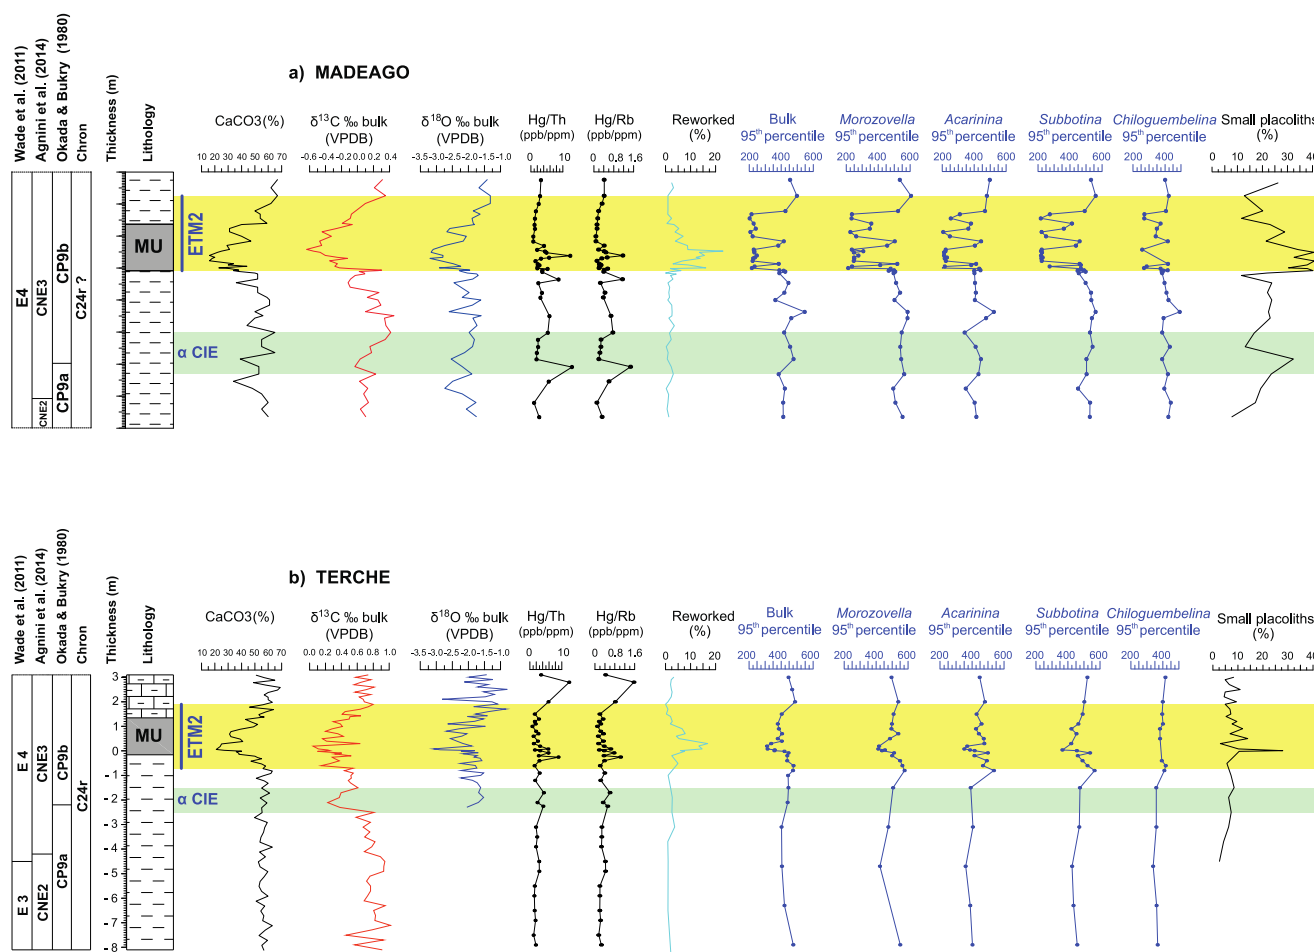 a) MADEAGO
Wade et al. (2011)
Agnini et al. (2014)
Okada & Bukry (1980)
Chron
Thickness (m)
Lithology
CaCO3(%)
δ13C ‰ bulk
(VPDB)
δ18O ‰ bulk
(VPDB)
Hg/Th
(ppb/ppm)
Hg/Rb
(ppb/ppm)
Reworked
(%)
Bulk
95th percentile
Morozovella
95th percentile
Acarinina
95th percentile
Subbotina
95th percentile
Chiloguembelina
95th percentile
Small placoliths
(%)
10 20 30 40 50 60 70
-0.6-0.4-0.2 0.0 0.2 0.4
-3.5-3.0-2.5-2.0-1.5-1.0
0 10
0 0.8 1.6
0 10 20
200 400 600
200 400 600
200 400 600
200 400 600
200 400
0 10 20 30 40
E4
CNE3
CNE2
CP9b
CP9a
C24r ?
MU
ETM2
α CIE
b) TERCHE
Wade et al. (2011)
Agnini et al. (2014)
Okada & Bukry (1980)
Chron
Thickness (m)
Lithology
CaCO3(%)
δ13C ‰ bulk
(VPDB)
δ18O ‰ bulk
(VPDB)
Hg/Th
(ppb/ppm)
Hg/Rb
(ppb/ppm)
Reworked
(%)
Bulk
95th percentile
Morozovella
95th percentile
Acarinina
95th percentile
Subbotina
95th percentile
Chiloguembelina
95th percentile
Small placoliths
(%)
10 20 30 40 50 60 70
0.0 0.2 0.4 0.6 0.8 1.0
-3.5-3.0-2.5-2.0-1.5-1.0
0 10
0 0.8 1.6
0 10 20
200 400 600
200 400 600
200 400 600
200 400 600
200 400
0 10 20 30 40
E 4
E 3
CNE3
CNE2
CP9b
CP9a
C24r
3
2
1
0
- 1
- 2
- 3
- 4
- 5
- 6
- 7
- 8
MU
ETM2
α CIE